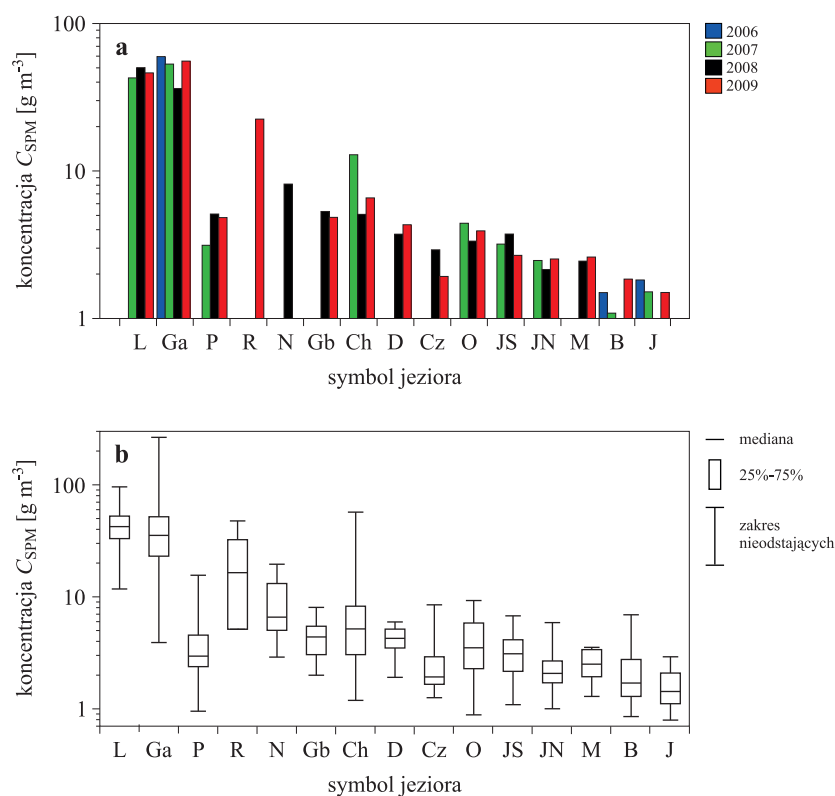 a
100
10
1
koncentracja C_SPM [g m⁻³]
L Ga P R N Gb Ch D Cz O JS JN M B J
symbol jeziora
2006
2007
2008
2009
b
100
10
1
koncentracja C_SPM [g m⁻³]
L Ga P R N Gb Ch D Cz O JS JN M B J
symbol jeziora
mediana
25%-75%
zakres
nieodstających